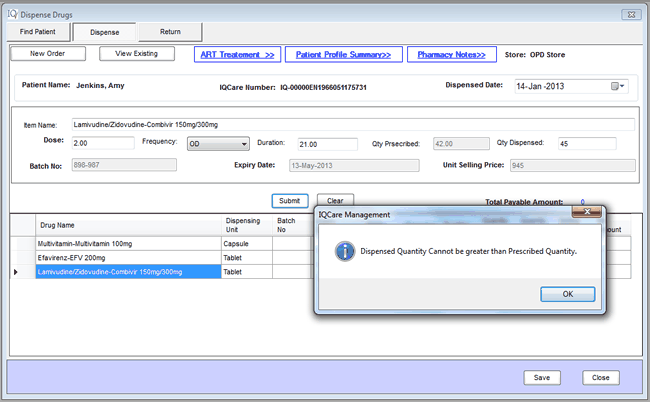 IQ Dispense Drugs
Find Patient Dispense Return
New Order View Existing ART Treatement >> Patient Profile Summary>> Pharmacy Notes>> Store: OPD Store
Patient Name: Jenkins, Amy IQCare Number: IQ-00000EN1966051175731 Dispensed Date: 14-Jan -2013
Item Name: Lamivudine/Zidovudine-Combivir 150mg/300mg
Dose: 2.00 Frequency: OD Duration: 21.00 Qty Prsecribed: 42.00 Qty Dispensed: 45
Batch No: 898-987 Expiry Date: 13-May-2013 Unit Selling Price: 945
Submit Clear Total Payable Amount: 0
Drug Name Dispensing Unit Batch No
Multivitamin-Multivitamin 100mg Capsule
Efavirenz-EFV 200mg Tablet
Lamivudine/Zidovudine-Combivir 150mg/300mg Tablet
IQCare Management
Dispensed Quantity Cannot be greater than Prescribed Quantity.
OK
Save Close